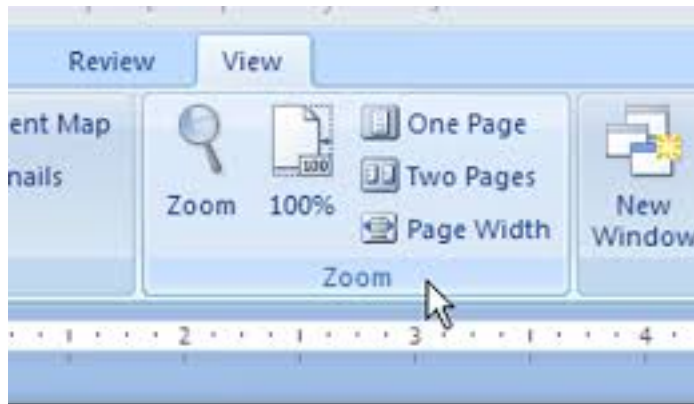 Review View
ent Map
nails
Zoom
100
100%
One Page
Two Pages
Page Width
New
Window
Zoom
2 3 4